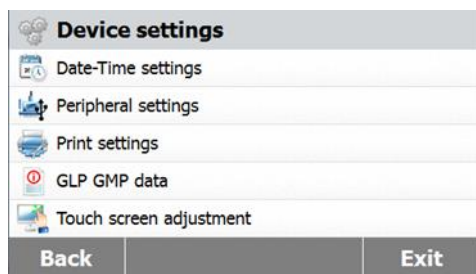 Device settings
Date-Time settings
Peripheral settings
Print settings
GLP GMP data
Touch screen adjustment
Back
Exit